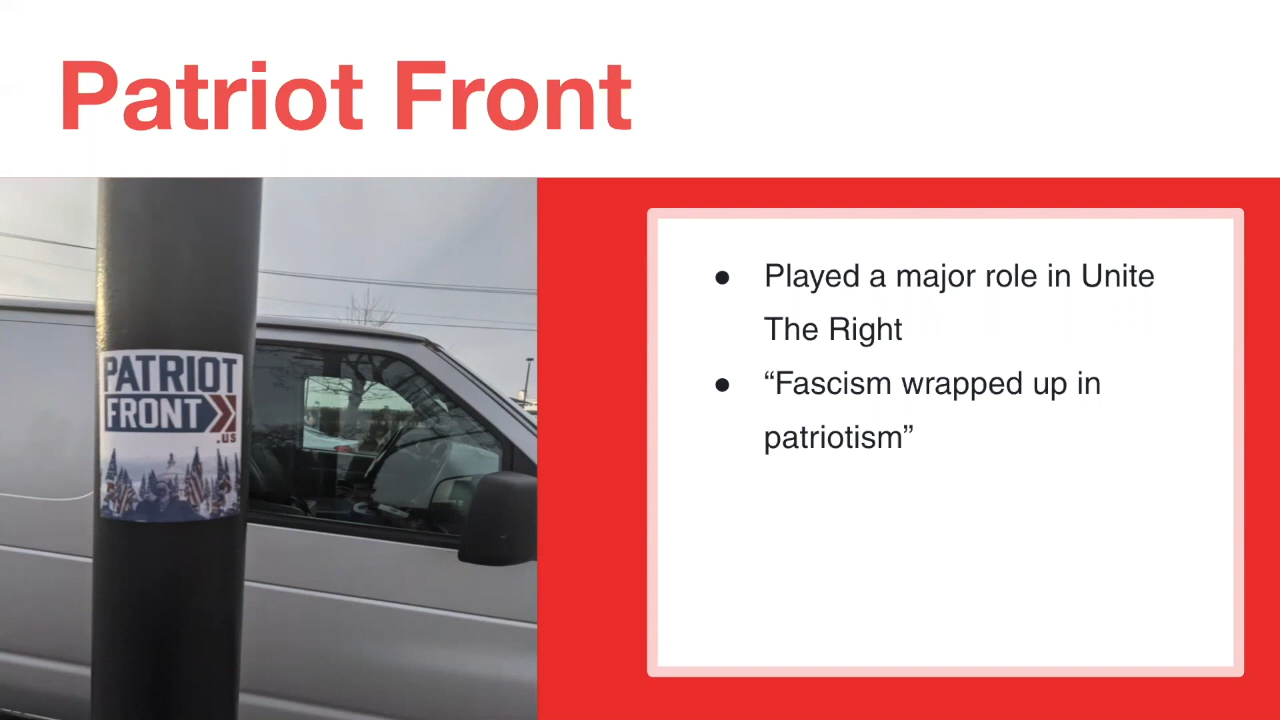 Patriot Front
PATRIOT
FRONT
.US
● Played a major role in Unite
The Right
● “Fascism wrapped up in
patriotism”